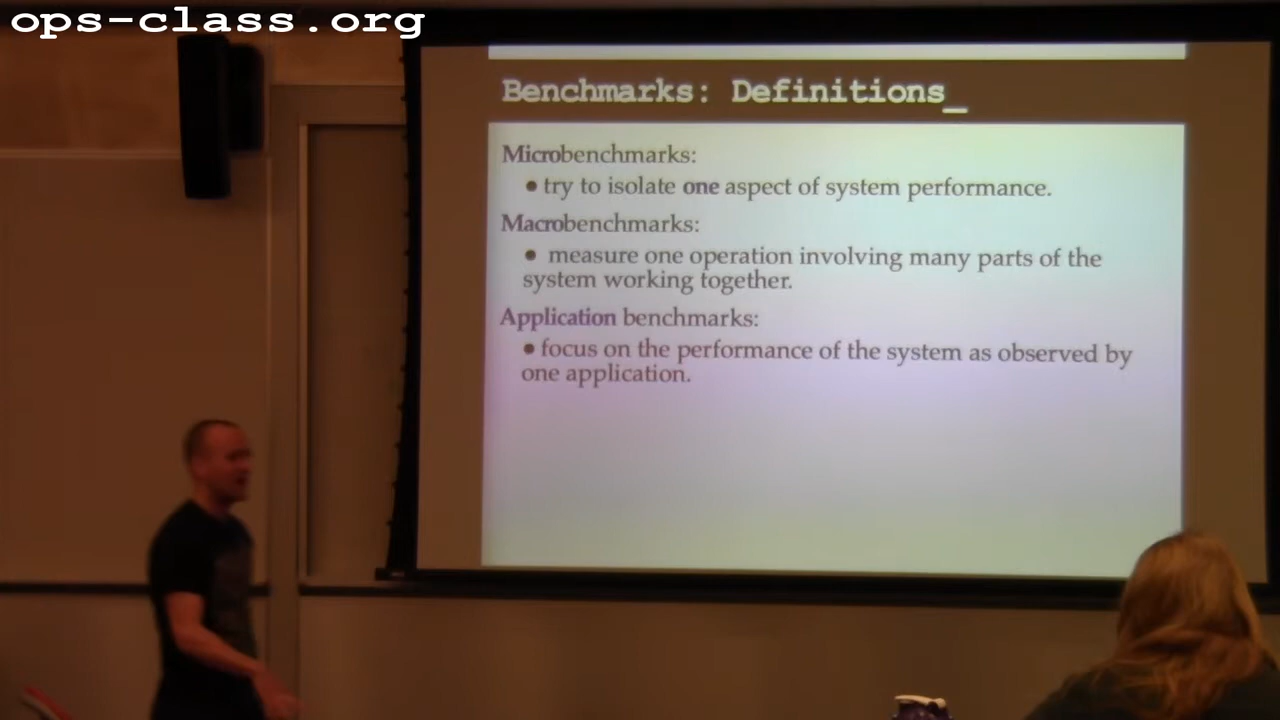 ops-class.org
Benchmarks: Definitions_
Microbenchmarks:
• try to isolate one aspect of system performance.
Macrobenchmarks:
• measure one operation involving many parts of the
system working together.
Application benchmarks:
• focus on the performance of the system as observed by
one application.